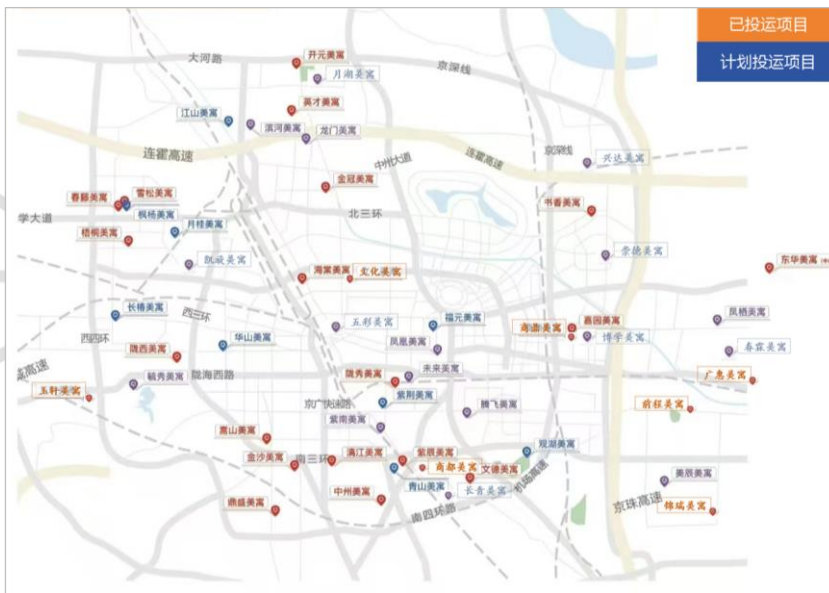 已投运项目
计划投运项目
大河路
开元美寓
京深线
月湖美寓
英才美寓
江山美寓
滨河美寓
龙门美寓
连霍高速
中州大道
连霍高速
京深线
兴达美寓
金冠美寓
春藤美寓
雪松美寓
枫杨美寓
学大道
月桂美寓
北三环
书香美寓
梧桐美寓
凯旋美寓
崇德美寓
海棠美寓
文化美寓
东华美寓
长椿美寓
西三环
五彩美寓
福元美寓
嘉园美寓
凤栖美寓
西四环
华山美寓
凤凰美寓
博学美寓
春霖美寓
陇西美寓
高速
毓秀美寓
陇海西路
陇秀美寓
未来美寓
广惠美寓
玉轩美寓
京广快速路
紫荆美寓
腾飞美寓
前程美寓
紫南美寓
嵩山美寓
金沙美寓
南三环
漓江美寓
紫辰美寓
商都美寓
文德美寓
观湖美寓
机场高速
青山美寓
长青美寓
美辰美寓
鼎盛美寓
中州美寓
南四环路
京珠高速
锦瑞美寓